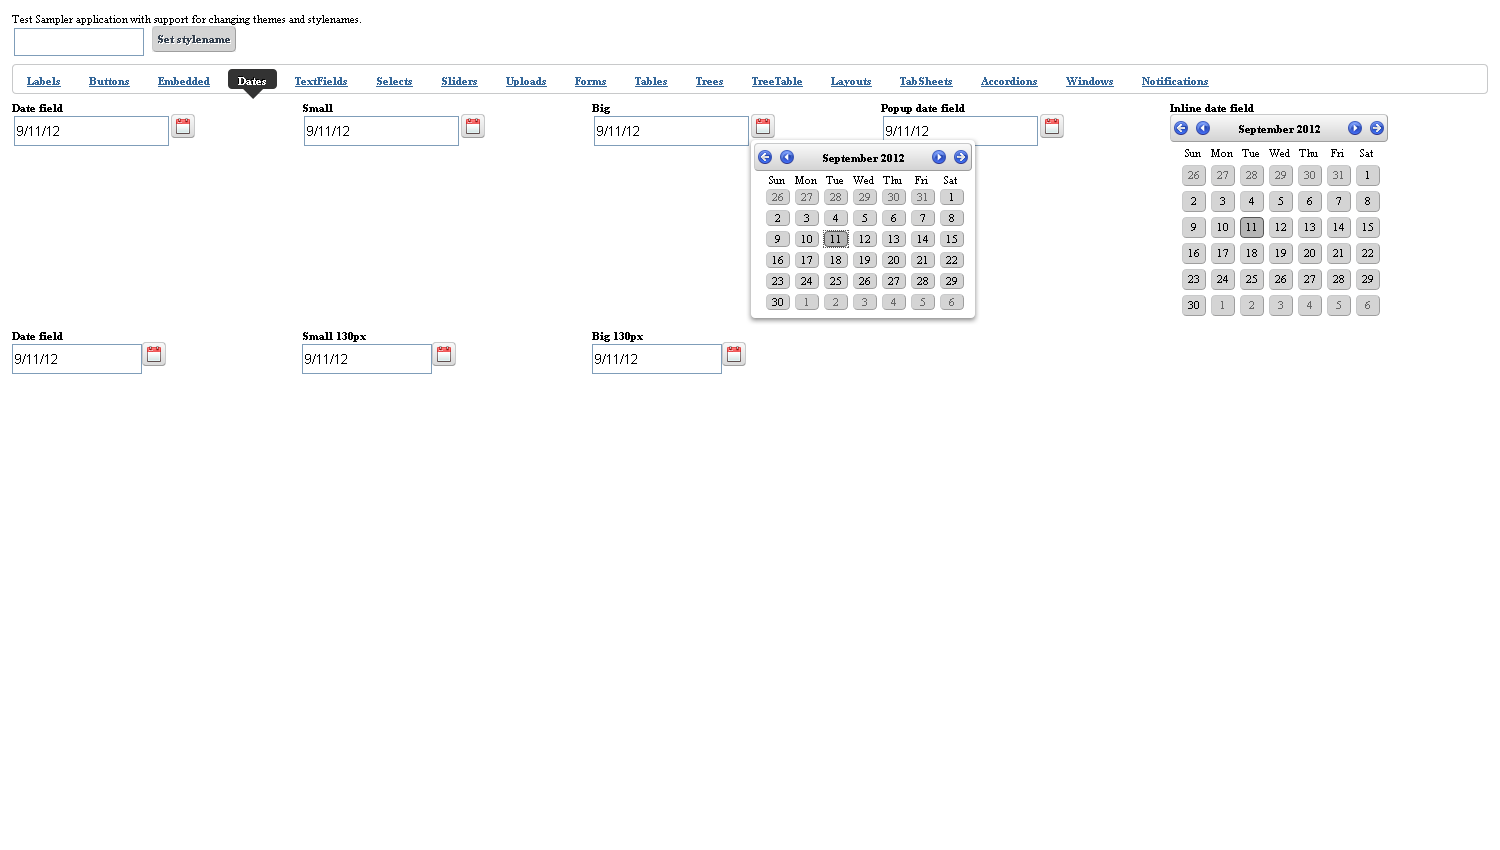 Test Sampler application with support for changing themes and stylenames.
Set stylename
Labels Buttons Embedded Dates TextFields Selects Sliders Uploads Forms Tables Trees TreeTable Layouts TabSheets Accordions Windows Notifications
Date field Small Big Popup date field Inline date field
9/11/12 9/11/12 9/11/12 9/11/12
September 2012
Sun Mon Tue Wed Thu Fri Sat
26 27 28 29 30 31 1
2 3 4 5 6 7 8
9 10 11 12 13 14 15
16 17 18 19 20 21 22
23 24 25 26 27 28 29
30 1 2 3 4 5 6
September 2012
Sun Mon Tue Wed Thu Fri Sat
26 27 28 29 30 31 1
2 3 4 5 6 7 8
9 10 11 12 13 14 15
16 17 18 19 20 21 22
23 24 25 26 27 28 29
30 1 2 3 4 5 6
Date field Small 130px Big 130px
9/11/12 9/11/12 9/11/12